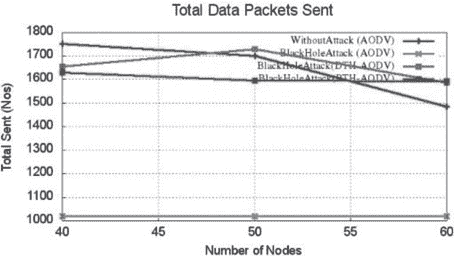 Total Data Packets Sent
1800
1700
1600
1500
1400
1300
1200
1100
1000
Total Sent (Nos)
WithoutAttack (AODV)
BlackHoleAttack (AODV)
BlackHoleAttack(DTH-AODV)
BlackHoleAttack(DTH-AODV)
40
45
50
55
60
Number of Nodes